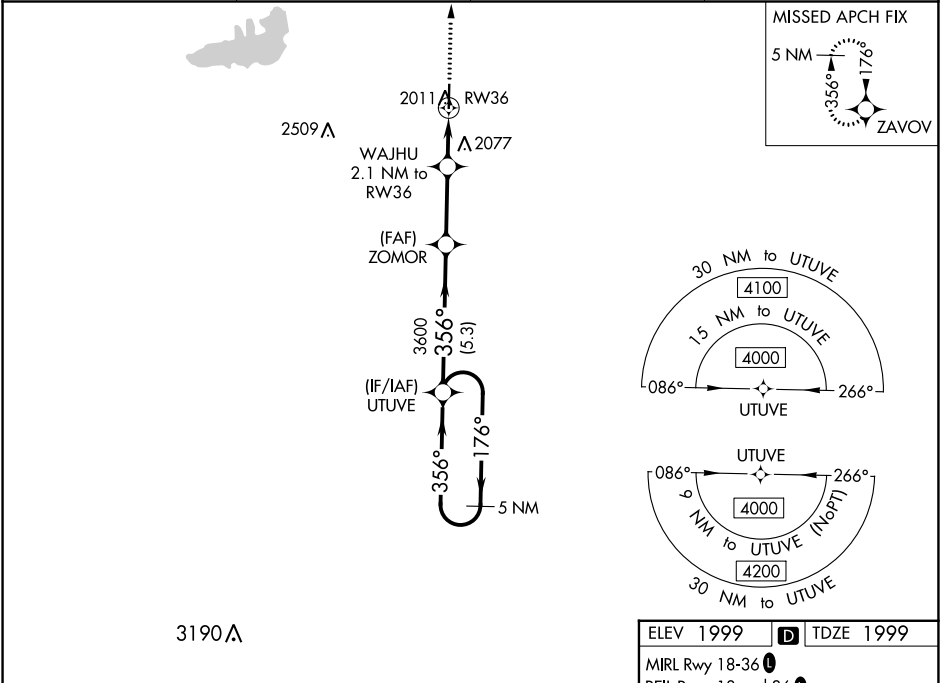 MISSED APCH FIX
5 NM
356°
176°
ZAVOV
2011
RW36
2509
2077
WAJHU
2.1 NM to
RW36
(FAF)
ZOMOR
3600
356°
(5.3)
(IF/IAF)
UTUVE
356°
176°
5 NM
3190
30 NM to UTUVE
4100
15 NM to UTUVE
4000
086°
266°
UTUVE
UTUVE
086°
266°
4000
9 NM to UTUVE (NoPT)
4200
30 NM to UTUVE
ELEV 1999 D TDZE 1999
MIRL Rwy 18-36 L